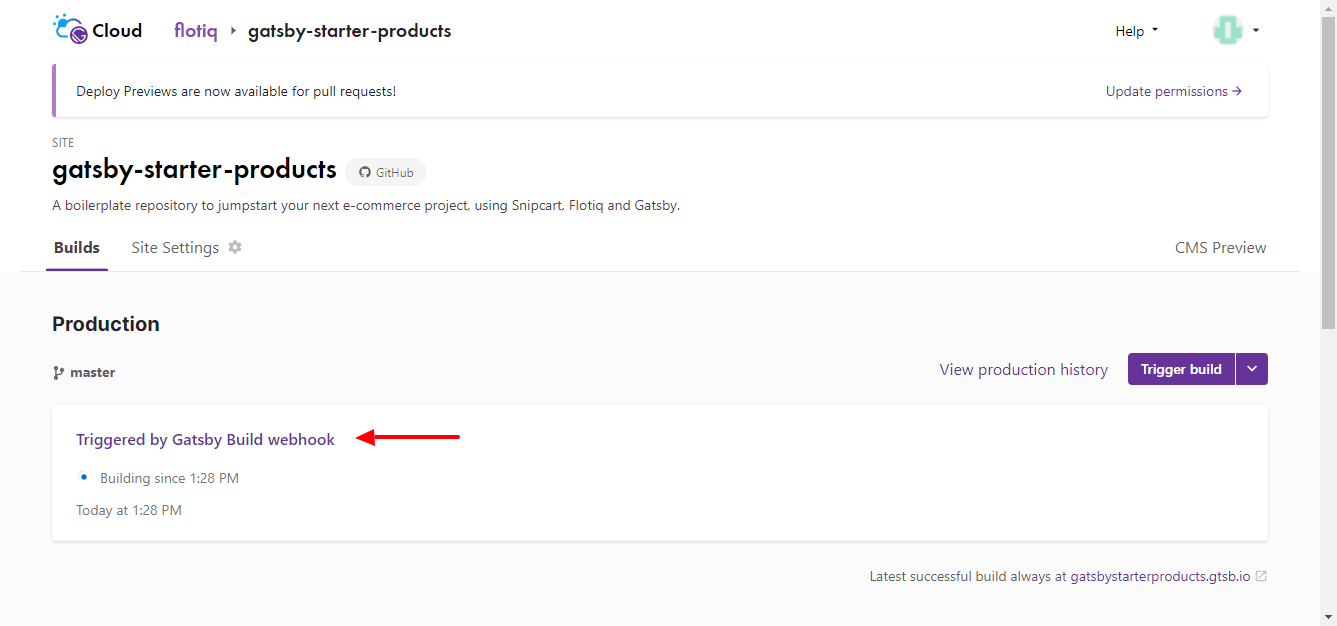 Cloud flotiq gatsby-starter-products Help
Deploy Previews are now available for pull requests! Update permissions →
SITE
gatsby-starter-products GitHub
A boilerplate repository to jumpstart your next e-commerce project, using Snipcart, Flotiq and Gatsby.
Builds Site Settings CMS Preview
Production
master View production history Trigger build
Triggered by Gatsby Build webhook
Building since 1:28 PM
Today at 1:28 PM
Latest successful build always at gatsbystarterproducts.gtsb.io